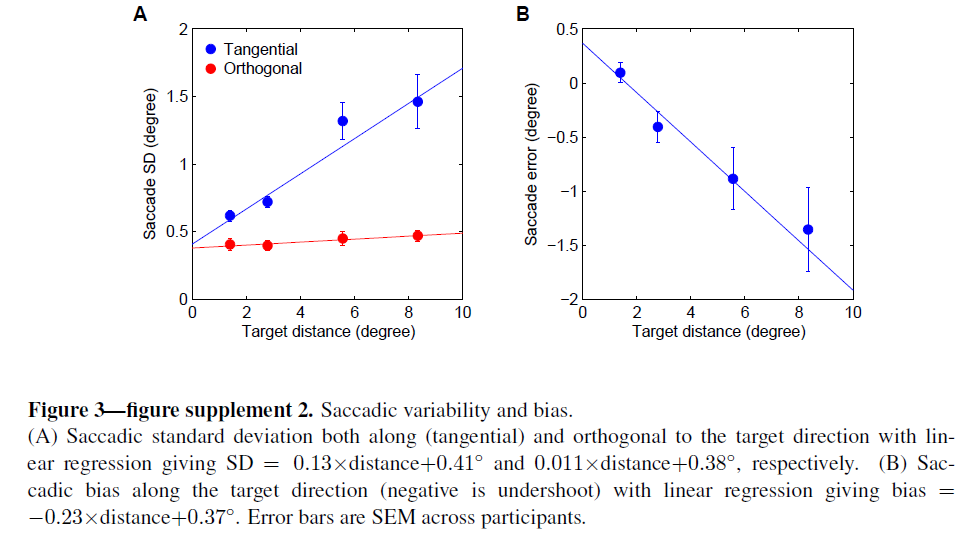 A
B
2
1.5
1
0.5
0
Saccade SD (degree)
Tangential
Orthogonal
0 2 4 6 8 10
Target distance (degree)
0.5
0
−0.5
−1
−1.5
−2
Saccade error (degree)
0 2 4 6 8 10
Target distance (degree)
Figure 3—figure supplement 2. Saccadic variability and bias.
(A) Saccadic standard deviation both along (tangential) and orthogonal to the target direction with lin-
ear regression giving SD = 0.13×distance+0.41° and 0.011×distance+0.38°, respectively. (B) Sac-
cadic bias along the target direction (negative is undershoot) with linear regression giving bias =
−0.23×distance+0.37°. Error bars are SEM across participants.